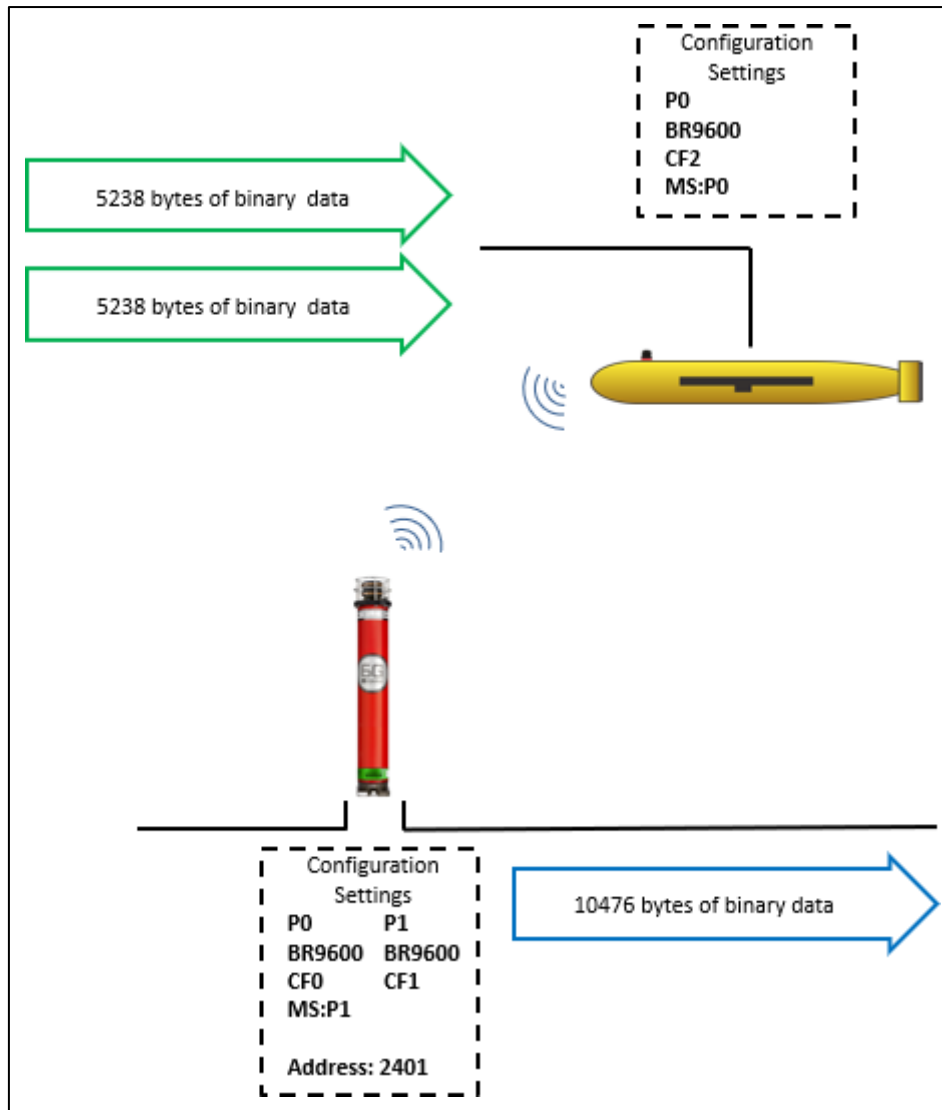 Configuration
Settings
P0
BR9600
CF2
MS:P0
5238 bytes of binary data
5238 bytes of binary data
6G
Configuration
Settings
P0 P1
BR9600 BR9600
CF0 CF1
MS:P1
Address: 2401
10476 bytes of binary data